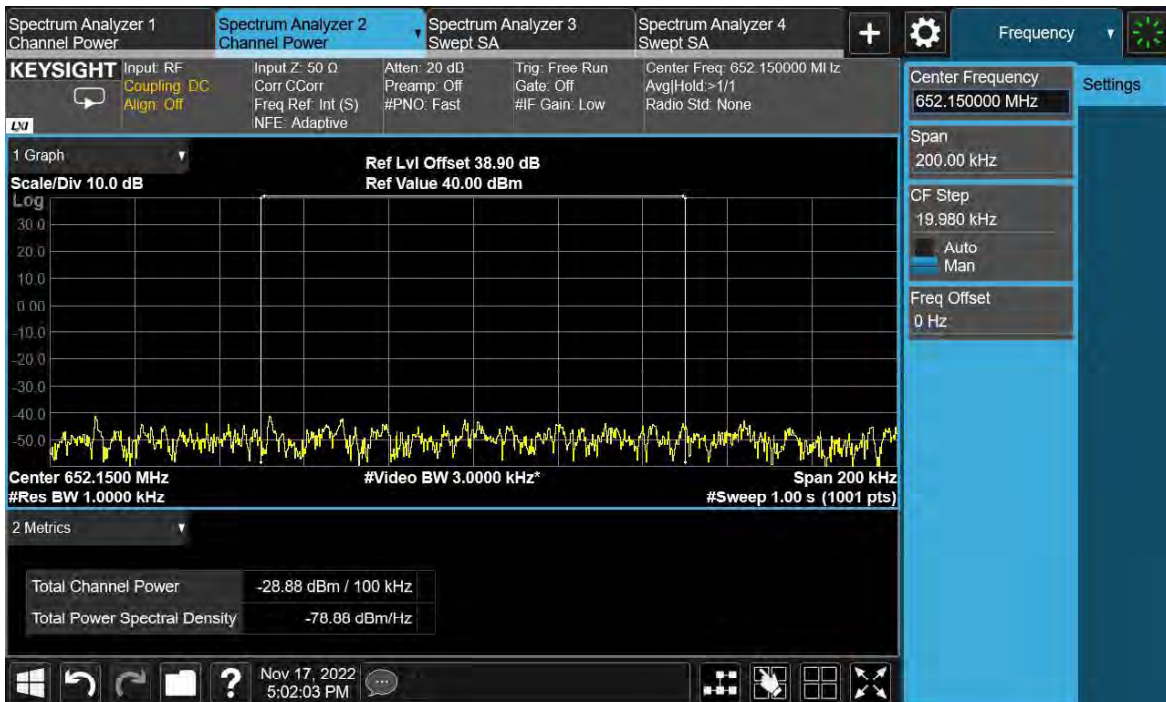 Spectrum Analyzer 1
Channel Power
Spectrum Analyzer 2
Channel Power
Spectrum Analyzer 3
Swept SA
Spectrum Analyzer 4
Swept SA
+
Frequency
KEYSIGHT
LXI
Input: RF
Coupling: DC
Align: Off
Input Z: 50 Ω
Corr CCorr
Freq Ref: Int (S)
NFE: Adaptive
Atten: 20 dB
Preamp: Off
#PNO: Fast
Trig: Free Run
Gate: Off
#IF Gain: Low
Center Freq: 652.150000 MHz
Avg|Hold:>1/1
Radio Std: None
Center Frequency
652.150000 MHz
Settings
Span
200.00 kHz
CF Step
19.980 kHz
Auto
Man
Freq Offset
0 Hz
1 Graph
Scale/Div 10.0 dB
Ref Lvl Offset 38.90 dB
Ref Value 40.00 dBm
Log
30.0
20.0
10.0
0.00
-10.0
-20.0
-30.0
-40.0
-50.0
Center 652.1500 MHz
#Video BW 3.0000 kHz*
Span 200 kHz
#Res BW 1.0000 kHz
#Sweep 1.00 s (1001 pts)
2 Metrics
Total Channel Power -28.88 dBm / 100 kHz
Total Power Spectral Density -78.88 dBm/Hz
?
Nov 17, 2022
5:02:03 PM